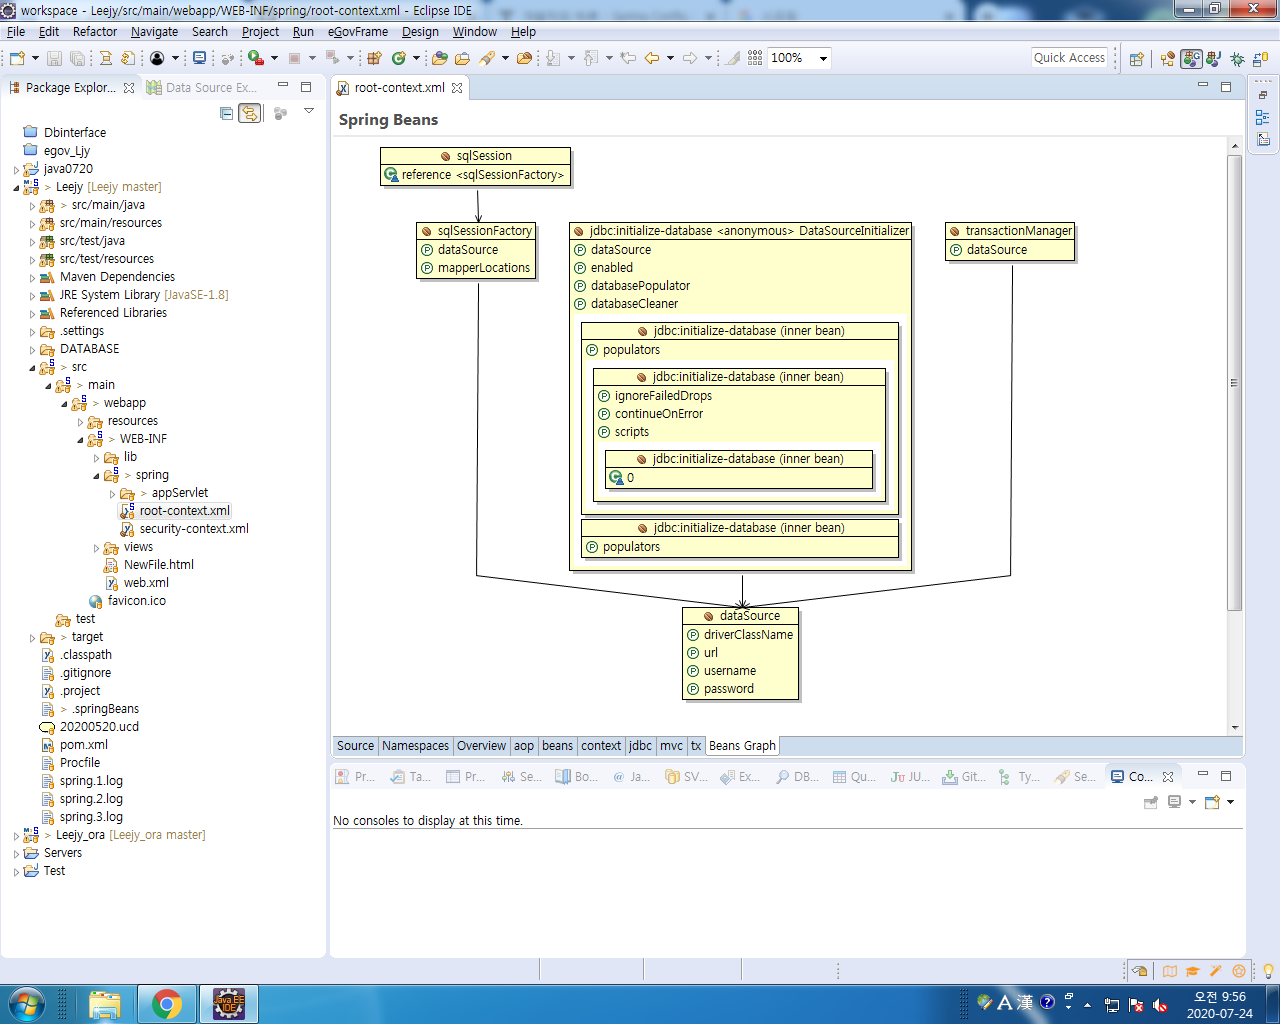 workspace - Leejy/src/main/webapp/WEB-INF/spring/root-context.xml - Eclipse IDE
File Edit Refactor Navigate Search Project Run eGovFrame Design Window Help
100%
Quick Access
Package Explor...
Data Source Ex...
Dbinterface
egov_Ljy
java0720
> Leejy [Leejy master]
> src/main/java
src/main/resources
src/test/java
src/test/resources
Maven Dependencies
JRE System Library [JavaSE-1.8]
Referenced Libraries
.settings
DATABASE
> src
> main
> webapp
resources
> WEB-INF
lib
> spring
> appServlet
root-context.xml
security-context.xml
views
NewFile.html
web.xml
favicon.ico
test
> target
.classpath
.gitignore
.project
> .springBeans
20200520.ucd
pom.xml
Procfile
spring.1.log
spring.2.log
spring.3.log
> Leejy_ora [Leejy_ora master]
Servers
Test
root-context.xml
Spring Beans
sqlSession
reference <sqlSessionFactory>
sqlSessionFactory
dataSource
mapperLocations
jdbc:initialize-database <anonymous> DataSourceInitializer
dataSource
enabled
databasePopulator
databaseCleaner
jdbc:initialize-database (inner bean)
populators
jdbc:initialize-database (inner bean)
ignoreFailedDrops
continueOnError
scripts
jdbc:initialize-database (inner bean)
0
jdbc:initialize-database (inner bean)
populators
transactionManager
dataSource
dataSource
driverClassName
url
username
password
Source Namespaces Overview aop beans context jdbc mvc tx Beans Graph
Pr... Ta... Pr... Se... Bo... @ Ja... SV... Ex... DB... Qu... JU JU... Git... Ty... Se... Co...
No consoles to display at this time.
Java EE
IDE
A 漢
오전 9:56
2020-07-24